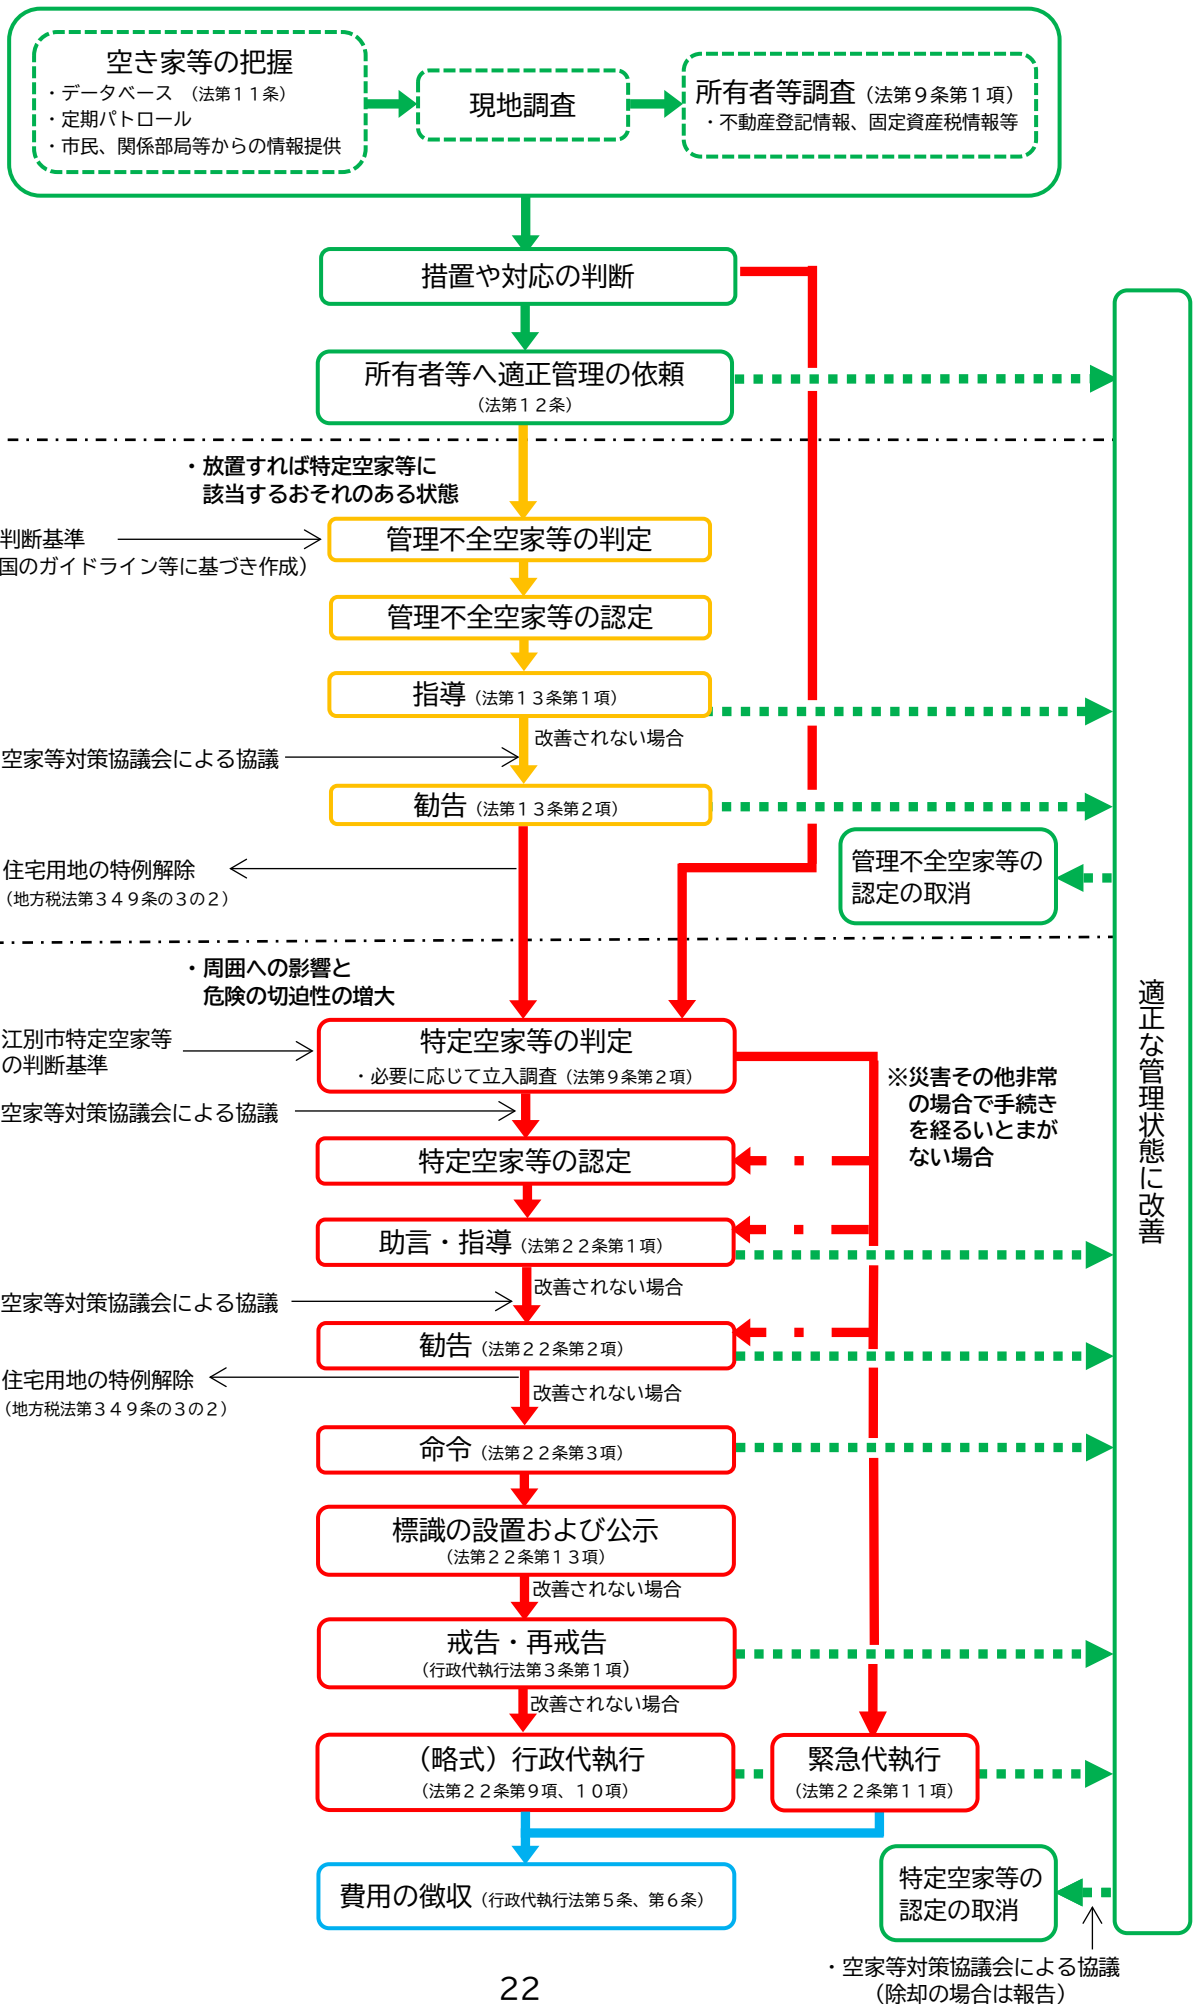 空き家等の把握
・データベース （法第１１条）
・定期パトロール
・市民、関係部局等からの情報提供
現地調査
所有者等調査（法第９条第１項）
・不動産登記情報、固定資産税情報等
措置や対応の判断
所有者等へ適正管理の依頼
（法第１２条）
・放置すれば特定空家等に
該当するおそれのある状態
判断基準
国のガイドライン等に基づき作成）
管理不全空家等の判定
管理不全空家等の認定
指導（法第１３条第１項）
改善されない場合
空家等対策協議会による協議
勧告（法第１３条第２項）
住宅用地の特例解除
（地方税法第３４９条の３の２）
管理不全空家等の
認定の取消
・周囲への影響と
危険の切迫性の増大
江別市特定空家等
の判断基準
特定空家等の判定
・必要に応じて立入調査（法第９条第２項）
※災害その他非常
の場合で手続き
を経るいとまが
ない場合
空家等対策協議会による協議
特定空家等の認定
助言・指導（法第２２条第１項）
改善されない場合
空家等対策協議会による協議
勧告（法第２２条第２項）
住宅用地の特例解除
（地方税法第３４９条の３の２）
改善されない場合
命令（法第２２条第３項）
標識の設置および公示
（法第２２条第１３項）
改善されない場合
戒告・再戒告
（行政代執行法第３条第１項）
改善されない場合
（略式）行政代執行
（法第２２条第９項、１０項）
緊急代執行
（法第２２条第１１項）
費用の徴収（行政代執行法第５条、第６条）
適正な管理状態に改善
特定空家等の
認定の取消
・空家等対策協議会による協議
（除却の場合は報告）
22